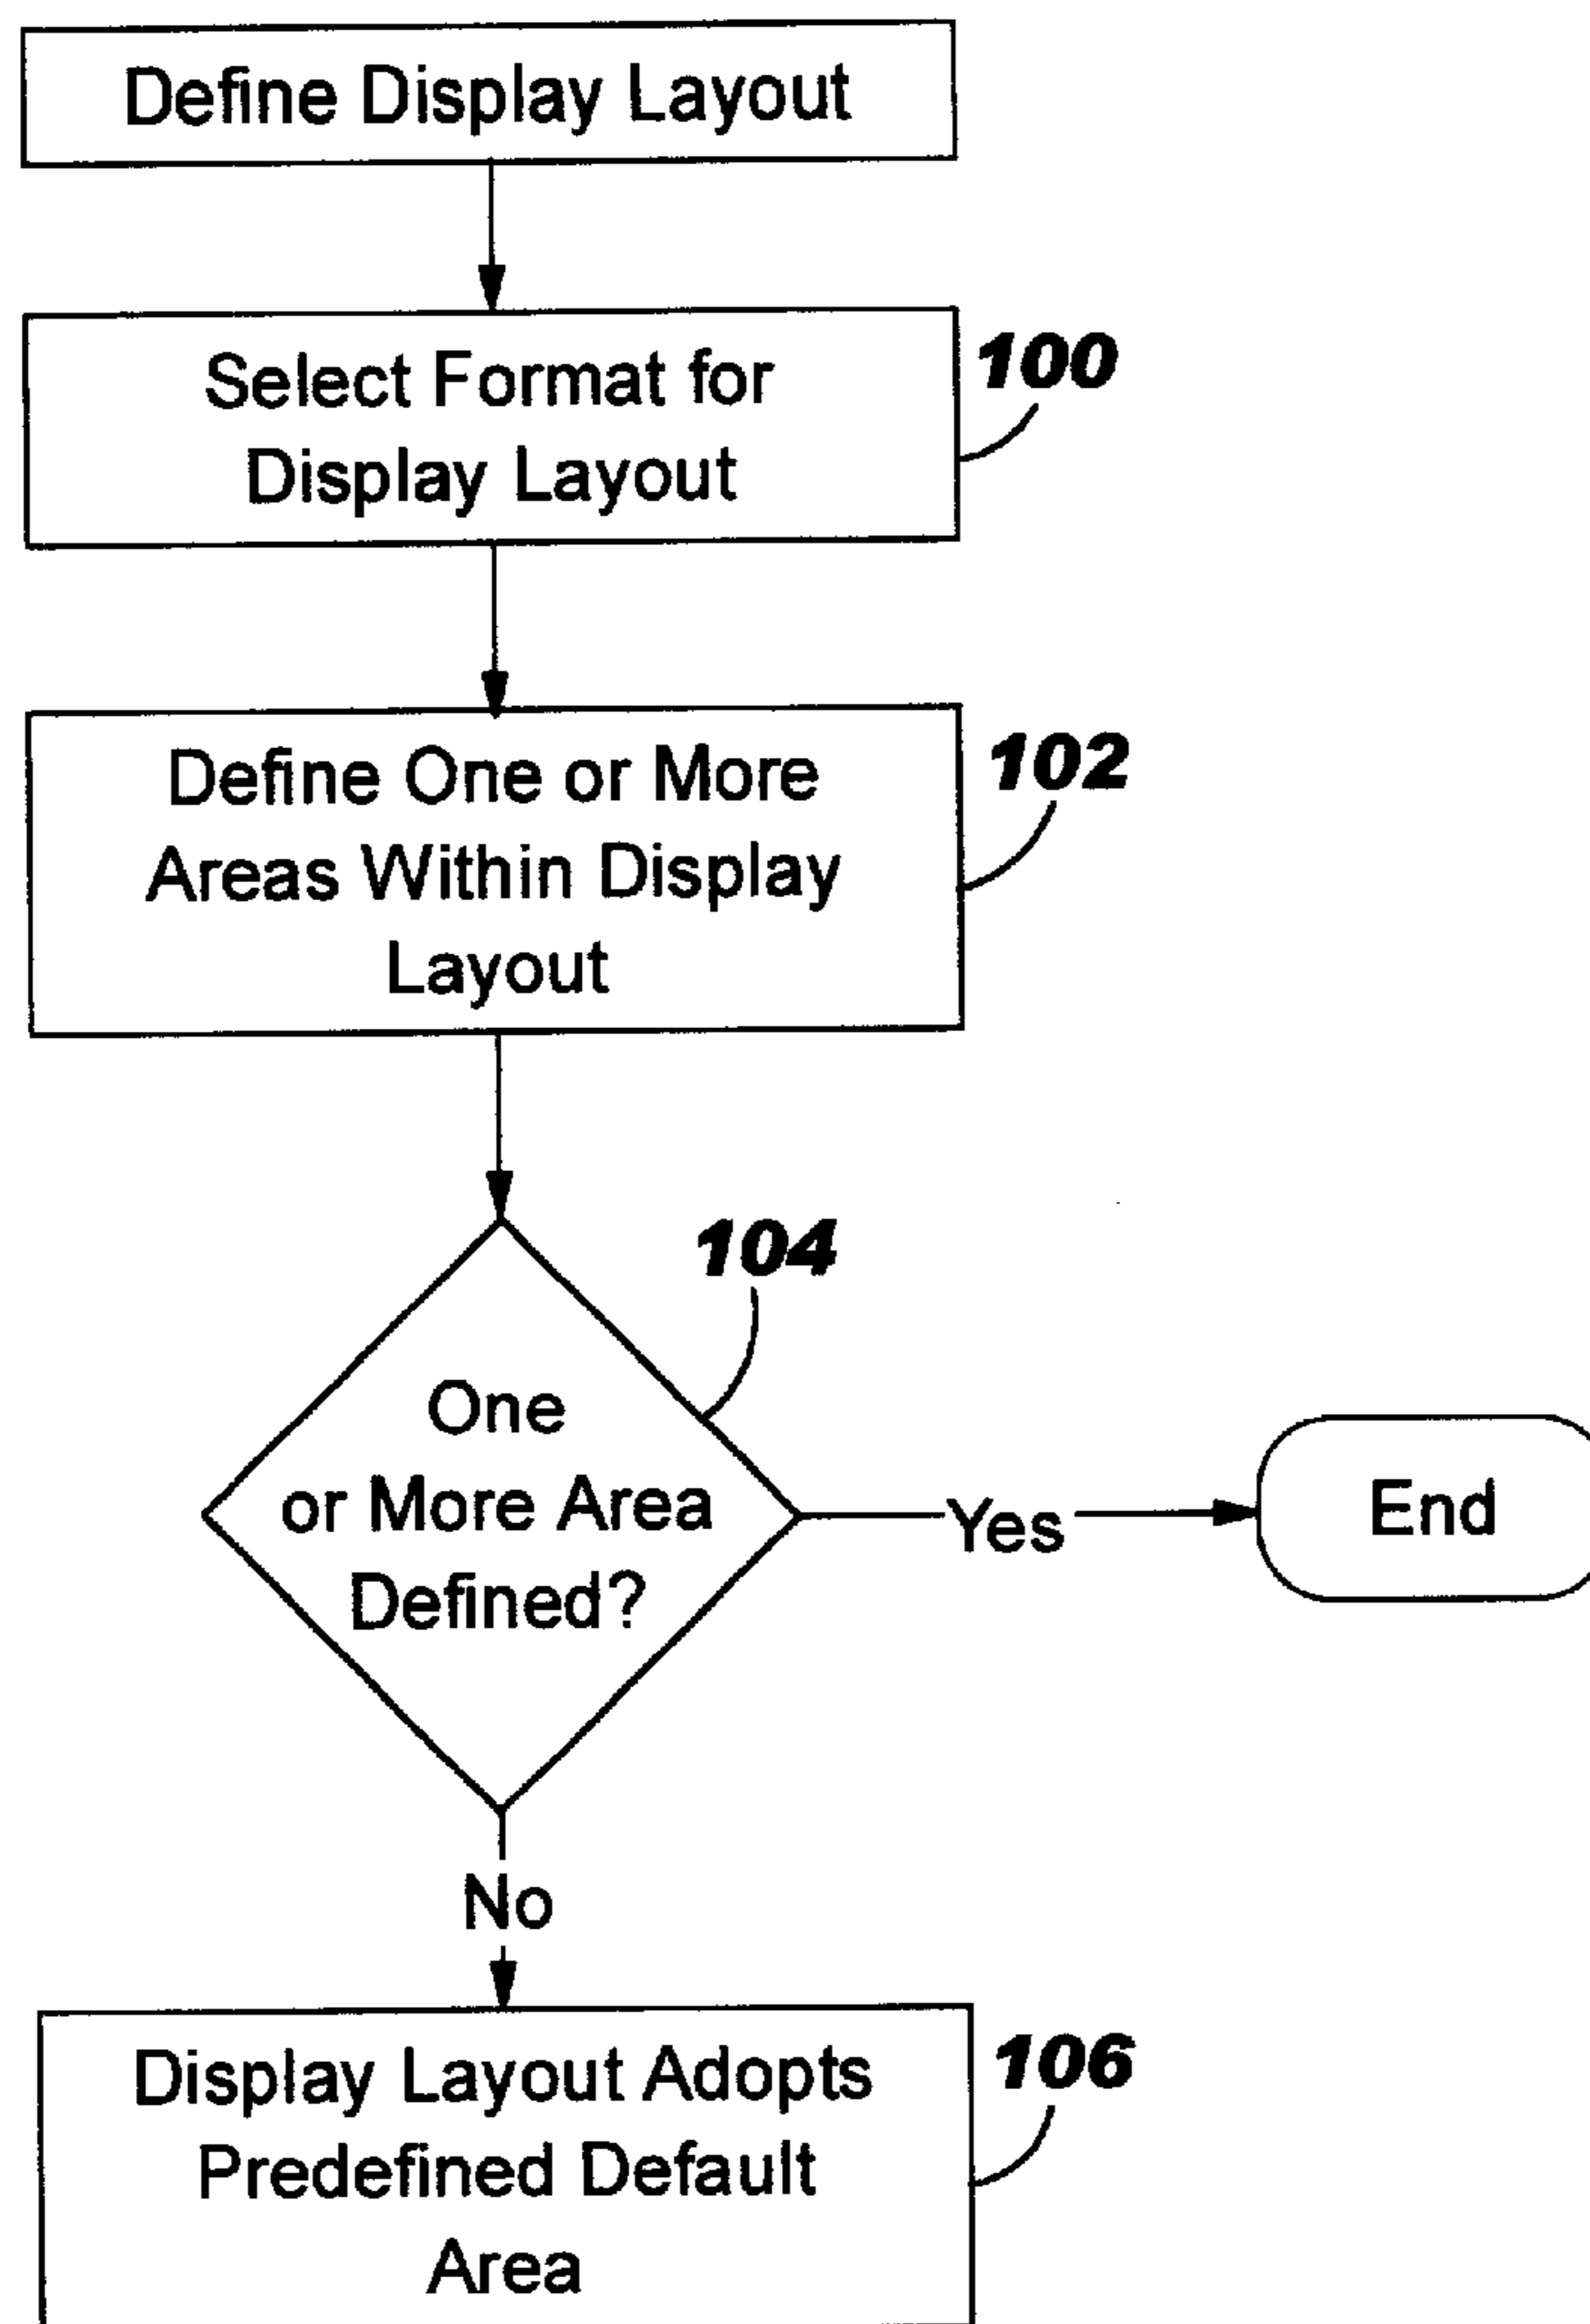 Define Display Layout
Select Format for
Display Layout
100
Define One or More
Areas Within Display
Layout
102
104
One
or More Area
Defined?
Yes
End
No
Display Layout Adopts
Predefined Default
Area
106